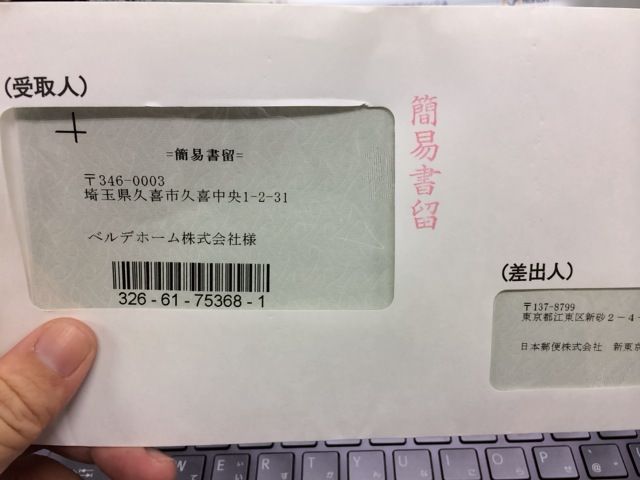 (受取人)
=簡易書留=
〒346-0003
埼玉県久喜市久喜中央1-2-31
ベルデホーム株式会社様
326-61-75368-1
簡易書留
(差出人)
〒137-8799
東京都江東区新砂2-4-
日本郵便株式会社 新東京
W E R T Y U I O P @